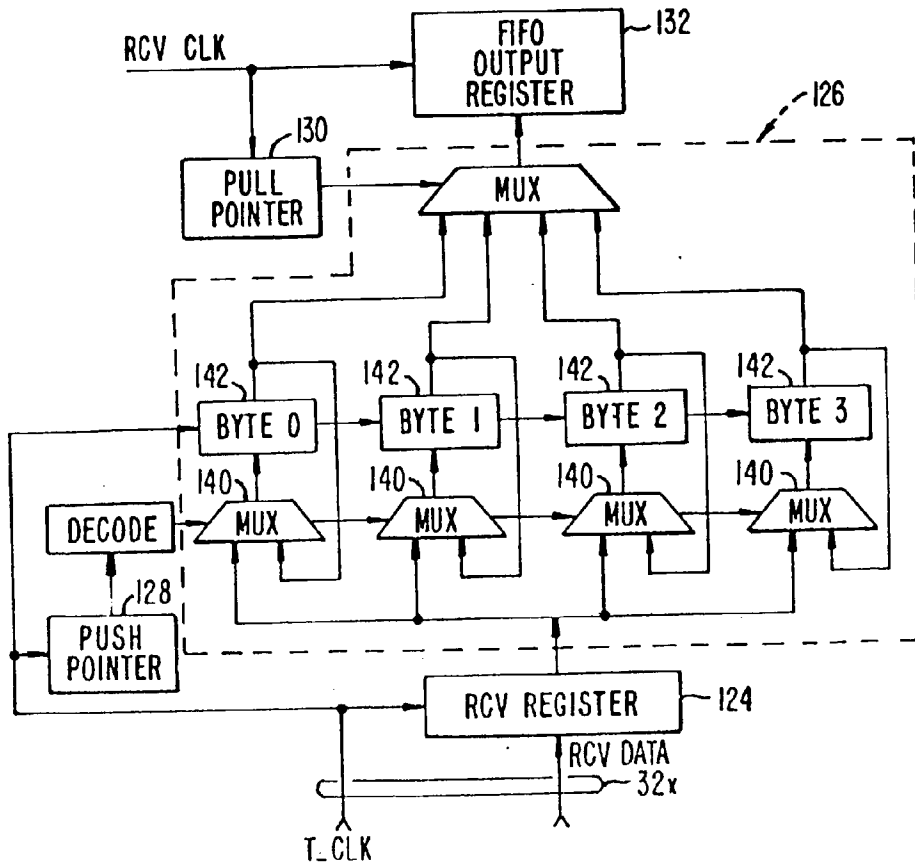 RCV CLK
FIFO
OUTPUT
REGISTER
132
126
130
PULL
POINTER
MUX
142
BYTE 0
142
BYTE 1
142
BYTE 2
142
BYTE 3
140
MUX
140
MUX
140
MUX
140
MUX
DECODE
128
PUSH
POINTER
RCV REGISTER
124
RCV DATA
32x
T_CLK